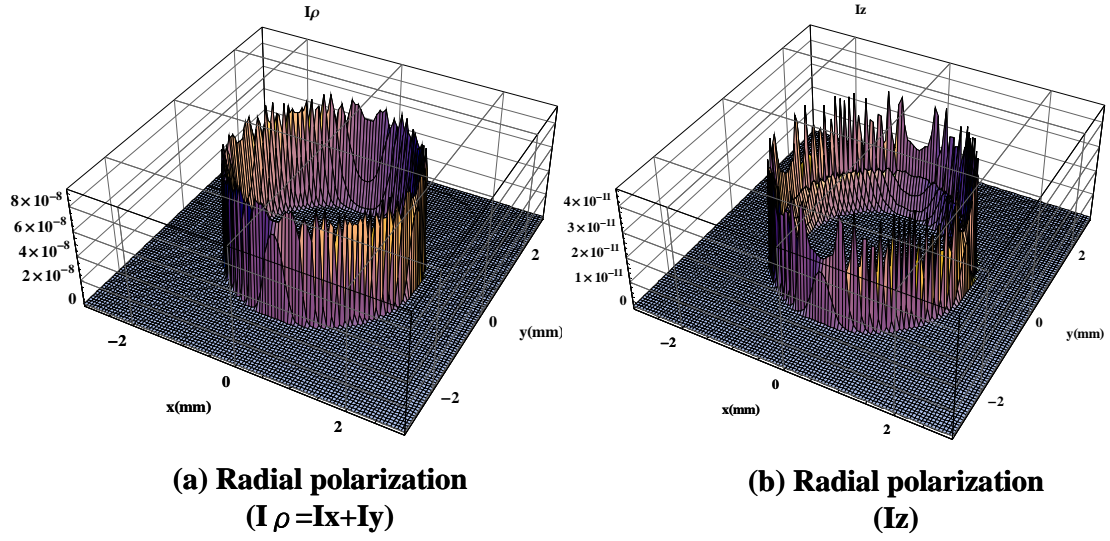 Iρ
8×10⁻⁸
6×10⁻⁸
4×10⁻⁸
2×10⁻⁸
0
−2
0
2
x(mm)
−2
0
2
y(mm)
(a) Radial polarization
(I ρ =Ix+Iy)
Iz
4×10⁻¹¹
3×10⁻¹¹
2×10⁻¹¹
1×10⁻¹¹
0
−2
0
2
x(mm)
−2
0
2
y(mm)
(b) Radial polarization
(Iz)